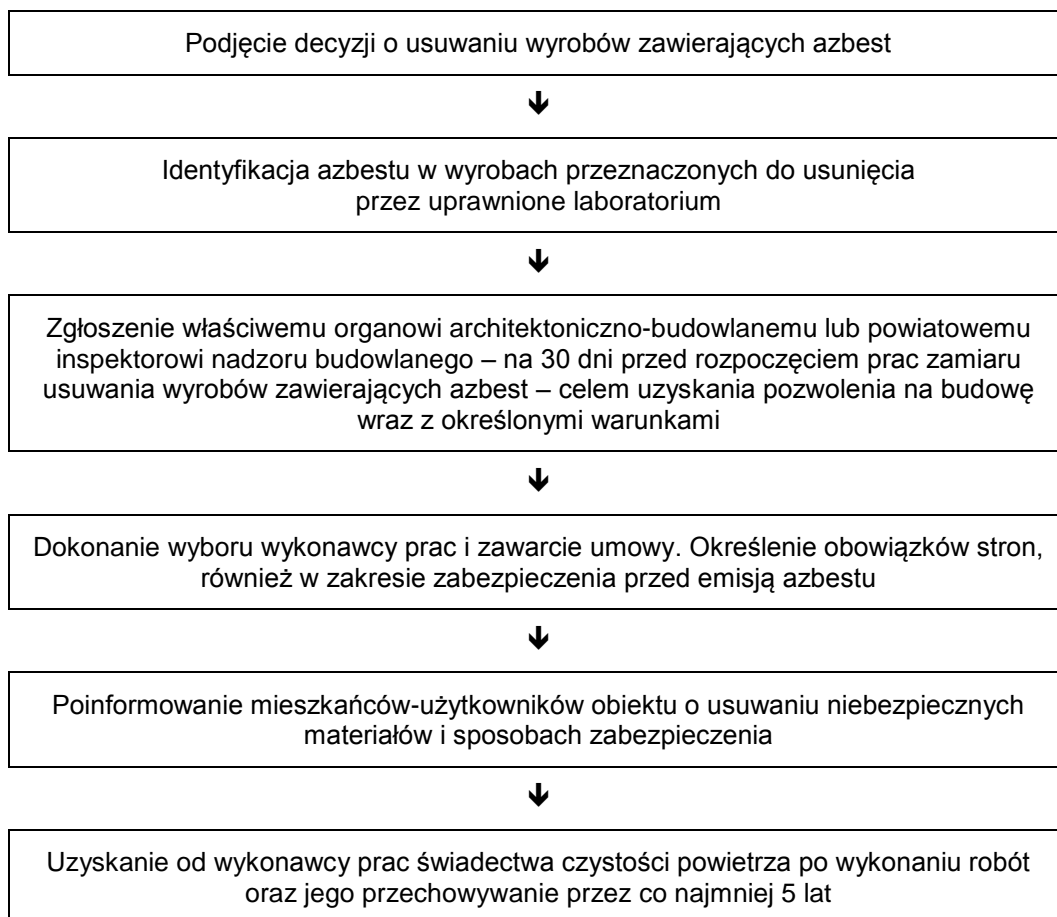 Podjęcie decyzji o usuwaniu wyrobów zawierających azbest
Identyfikacja azbestu w wyrobach przeznaczonych do usunięcia
przez uprawnione laboratorium
Zgłoszenie właściwemu organowi architektoniczno-budowlanemu lub powiatowemu
inspektorowi nadzoru budowlanego – na 30 dni przed rozpoczęciem prac zamiaru
usuwania wyrobów zawierających azbest – celem uzyskania pozwolenia na budowę
wraz z określonymi warunkami
Dokonanie wyboru wykonawcy prac i zawarcie umowy. Określenie obowiązków stron,
również w zakresie zabezpieczenia przed emisją azbestu
Poinformowanie mieszkańców-użytkowników obiektu o usuwaniu niebezpiecznych
materiałów i sposobach zabezpieczenia
Uzyskanie od wykonawcy prac świadectwa czystości powietrza po wykonaniu robót
oraz jego przechowywanie przez co najmniej 5 lat